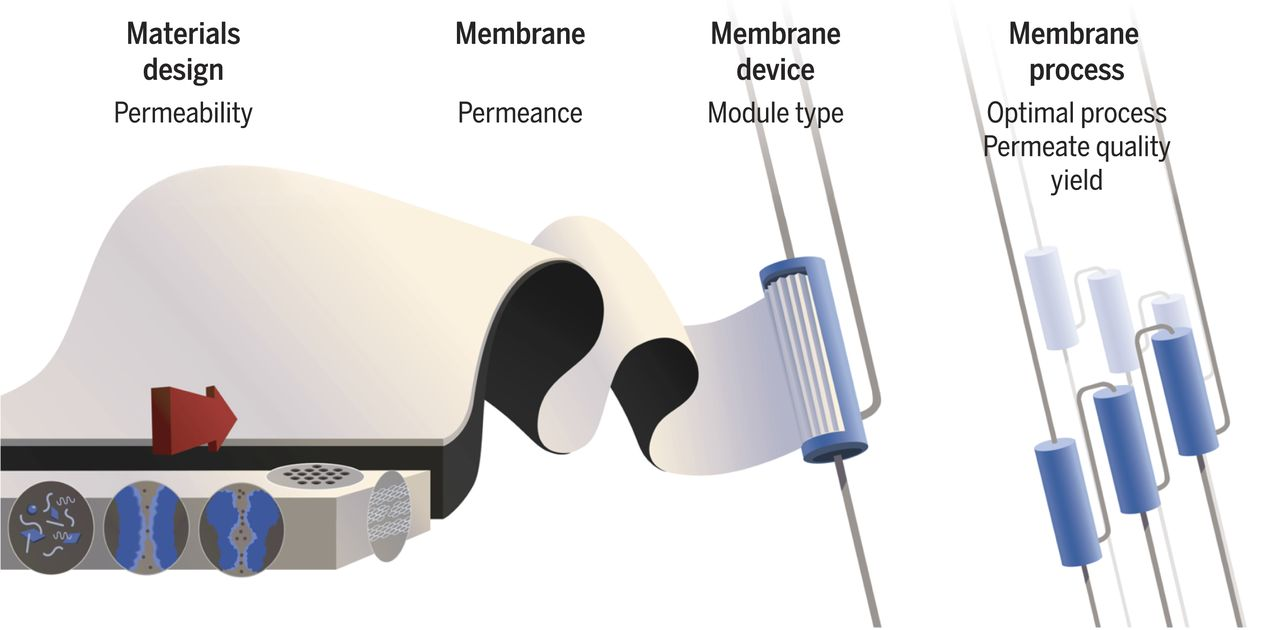 Materials
design
Permeability
Membrane
Permeance
Membrane
device
Module type
Membrane
process
Optimal process
Permeate quality
yield